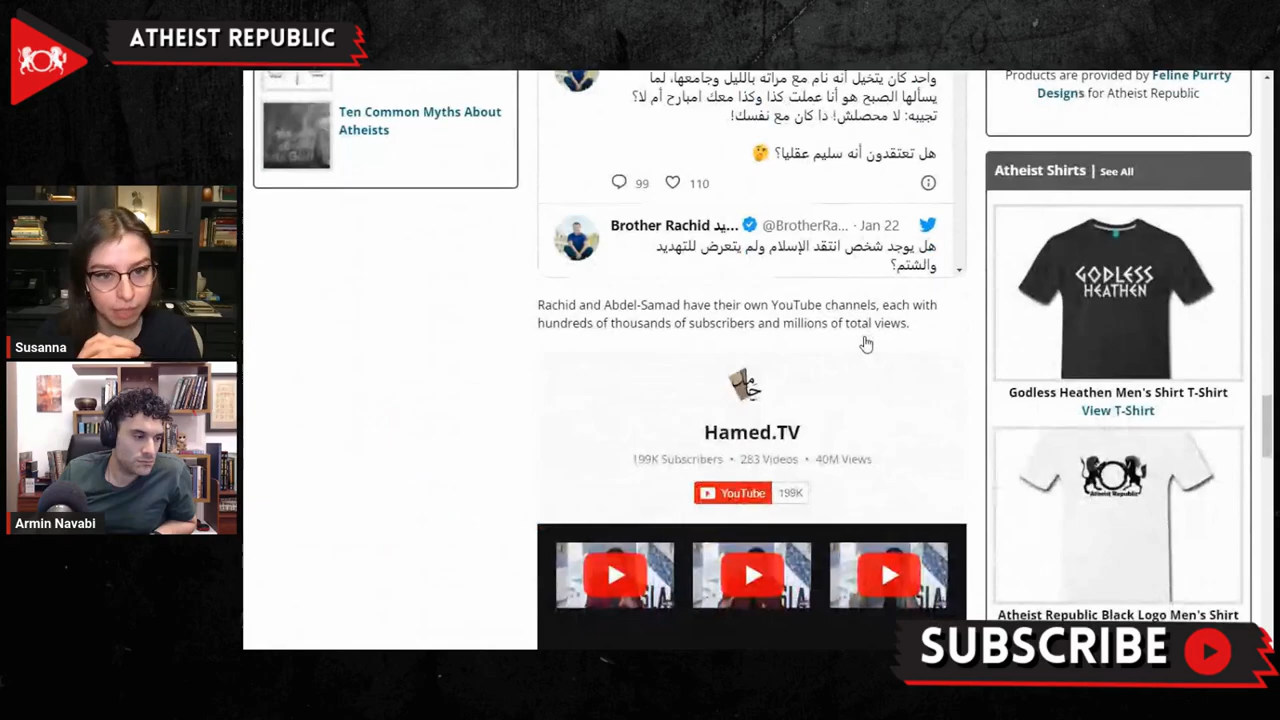 ATHEIST REPUBLIC
Ten Common Myths About
Atheists
واحد كان يتخيل أنه نام مع مراته بالليل وجامعها، لما
يسألها الصبح هو أنا عملت كذا وكذا معك امبارح أم لا؟
تجيبه: لا محصلش! دا كان مع نفسك!
هل تعتقدون أنه سليم عقليا؟ 🤔
99 110
Brother Rachid يد... @BrotherRa... · Jan 22
هل يوجد شخص انتقد الإسلام ولم يتعرض للتهديد
والشتم؟
Rachid and Abdel-Samad have their own YouTube channels, each with
hundreds of thousands of subscribers and millions of total views.
Hamed.TV
199K Subscribers • 283 Videos • 40M Views
YouTube 199K
Products are provided by Feline Purrty
Designs for Atheist Republic
Atheist Shirts | See All
GODLESS
HEATHEN
Godless Heathen Men's Shirt T-Shirt
View T-Shirt
Atheist Republic
Atheist Republic Black Logo Men's Shirt
Susanna
Armin Navabi
SUBSCRIBE